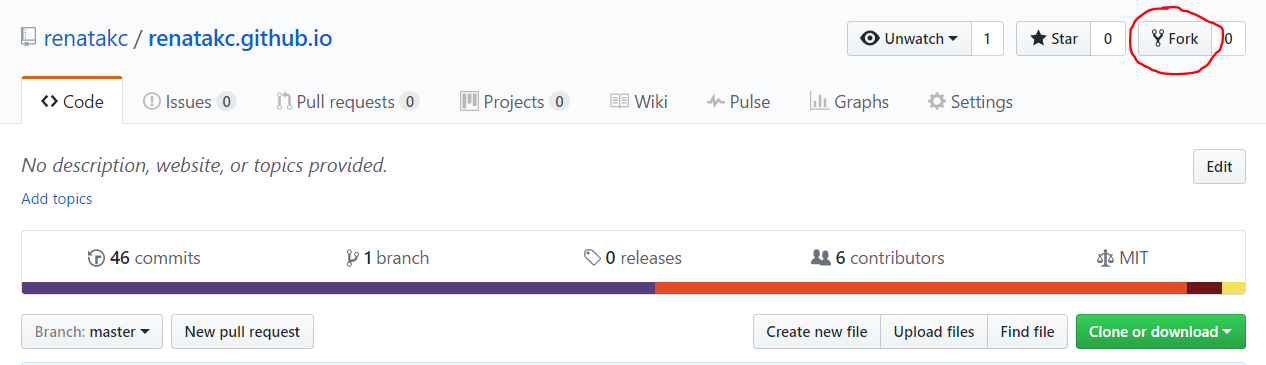 renatakc / renatakc.github.io Unwatch 1 Star 0 Fork 0
Code Issues 0 Pull requests 0 Projects 0 Wiki Pulse Graphs Settings
No description, website, or topics provided. Edit
Add topics
46 commits 1 branch 0 releases 6 contributors MIT
Branch: master New pull request Create new file Upload files Find file Clone or download